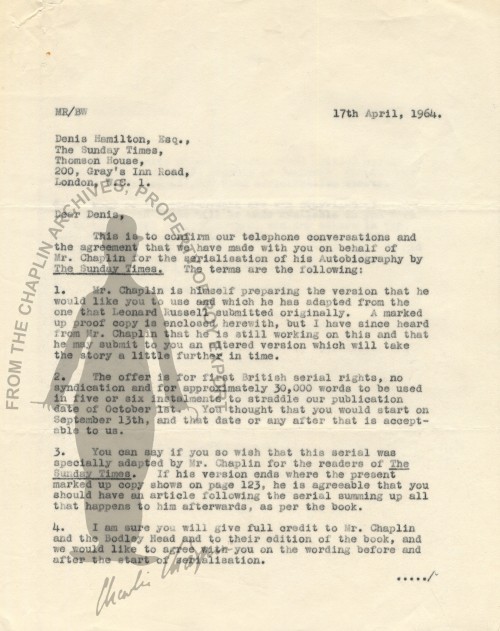 MR/BW 17th April, 1964.
Denis Hamilton, Esq.,
The Sunday Times,
Thomson House,
200, Gray's Inn Road,
London, W.C. 1.
Dear Denis,
This is to confirm our telephone conversations and
the agreement that we have made with you on behalf of
Mr. Chaplin for the serialisation of his Autobiography by
The Sunday Times. The terms are the following:
1. Mr. Chaplin is himself preparing the version that he
would like you to use and which he has adapted from the
one that Leonard Russell submitted originally. A marked
up proof copy is enclosed herewith, but I have since heard
from Mr. Chaplin that he is still working on this and that
he may submit to you an altered version which will take
the story a little further in time.
2. The offer is for first British serial rights, no
syndication and for approximately 30,000 words to be used
in five or six instalments to straddle our publication
date of October 1st. You thought that you would start on
September 13th, and that date or any after that is accept-
able to us.
3. You can say if you so wish that this serial was
specially adapted by Mr. Chaplin for the readers of The
Sunday Times. If his version ends where the present
marked up copy shows on page 123, he is agreeable that you
should have an article following the serial summing up all
that happens to him afterwards, as per the book.
4. I am sure you will give full credit to Mr. Chaplin
and the Bodley Head and to their edition of the book, and
we would like to agree with you on the wording before and
after the start of serialisation.
...../
FROM THE CHAPLIN ARCHIVES, PROPERTY OF ROY EXPORT
Charlie Chaplin